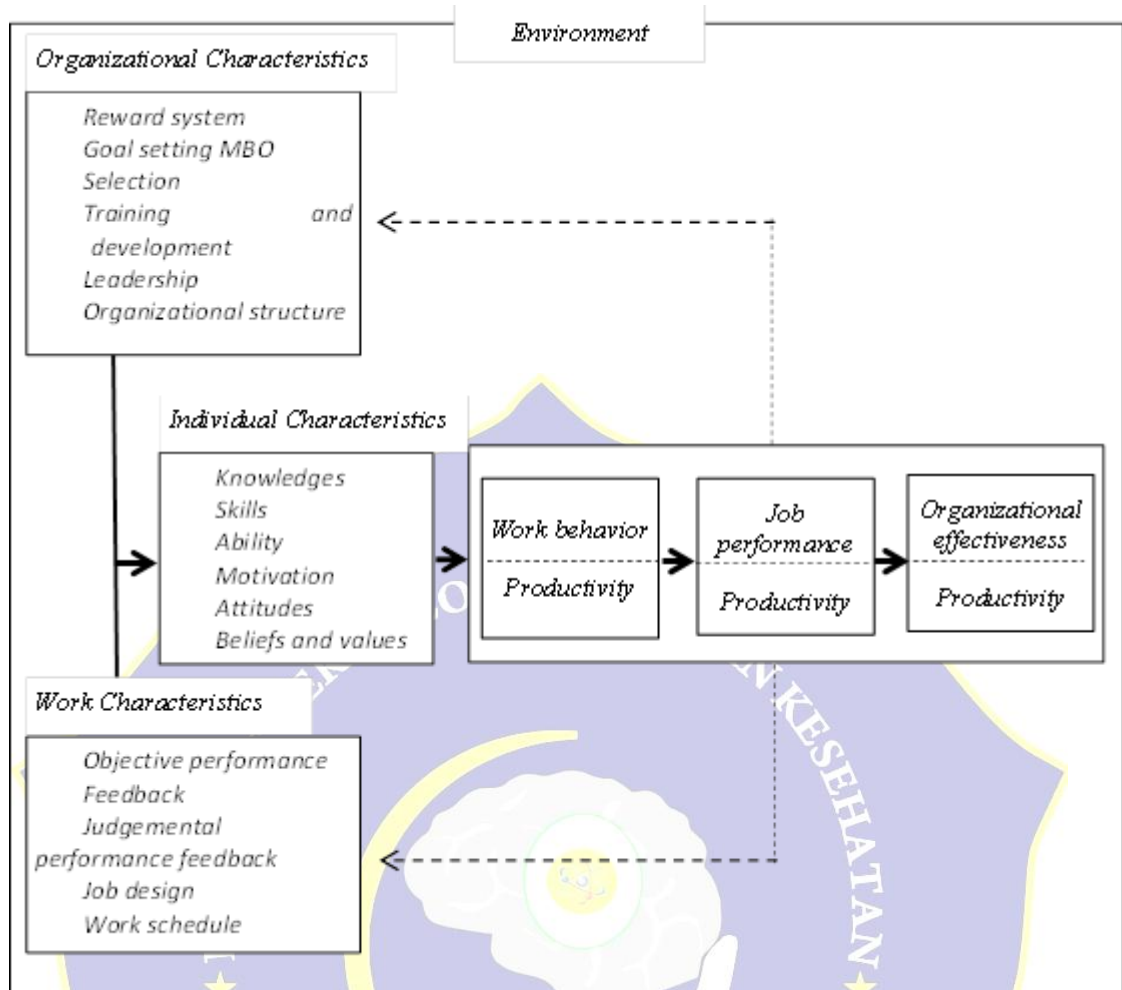 Environment
Organizational Characteristics
Reward system
Goal setting MBO
Selection
Training and
development
Leadership
Organizational structure
Individual Characteristics
Knowledges
Skills
Ability
Motivation
Attitudes
Beliefs and values
Work behavior
Productivity
Job
performance
Productivity
Organizational
effectiveness
Productivity
Work Characteristics
Objective performance
Feedback
Judgemental
performance feedback
Job design
Work schedule
KESEHATAN